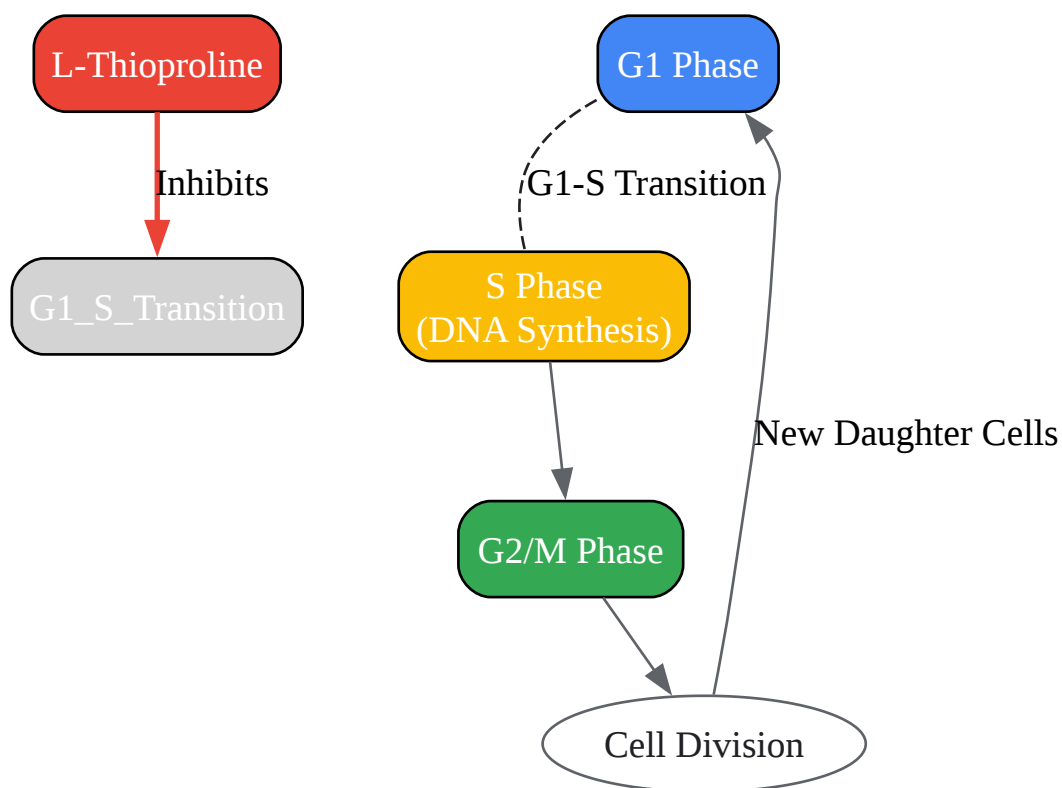 L-Thioproline
G1 Phase
Inhibits
G1-S Transition
G1_S_Transition
S Phase
(DNA Synthesis)
New Daughter Cells
G2/M Phase
Cell Division